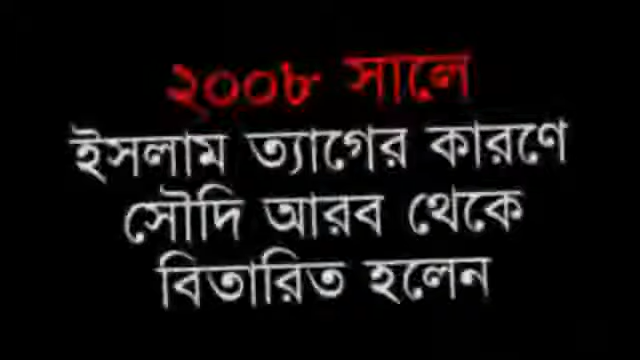 ২০০৮ সালে
ইসলাম ত্যাগের কারণে
সৌদি আরব থেকে
বিতারিত হলেন